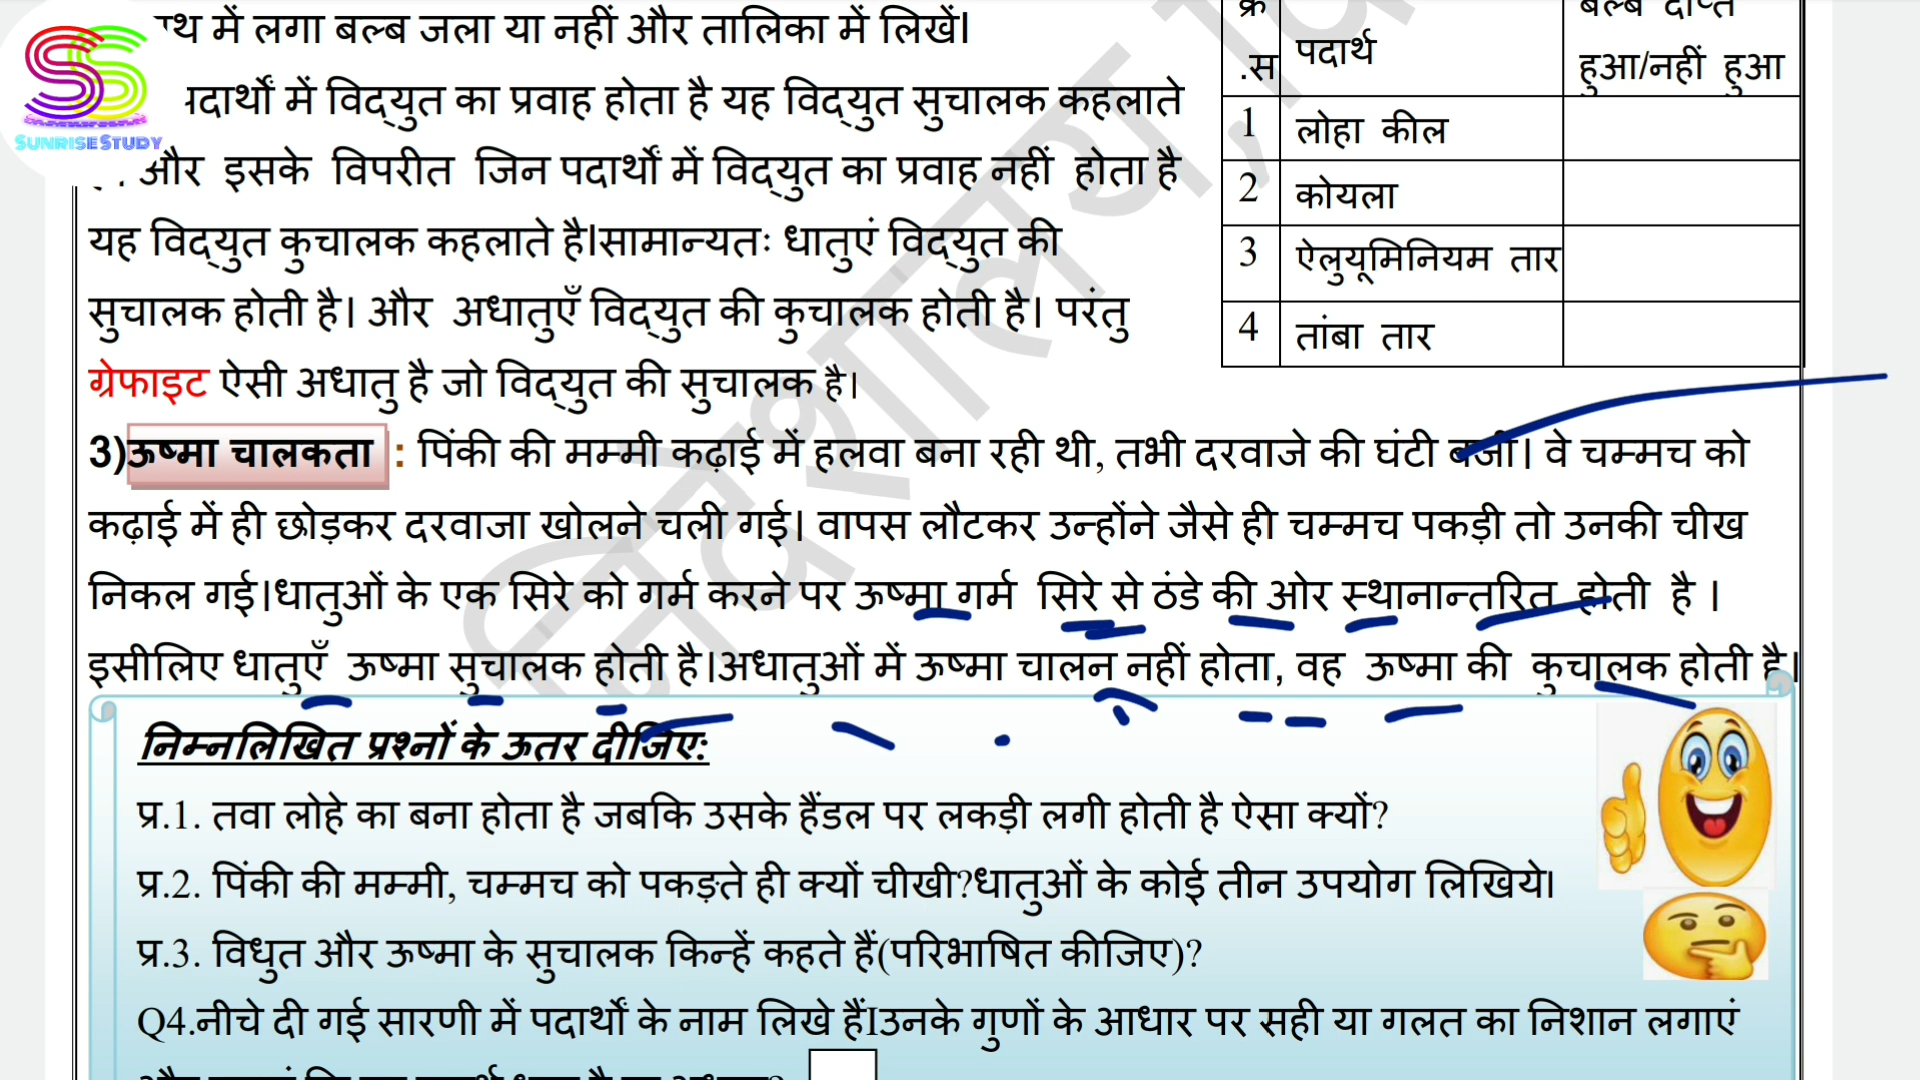 में लगा बल्ब जला या नहीं और तालिका में लिखें।
में विद्युत का प्रवाह होता है यह विद्युत सुचालक कहलाते
और इसके विपरीत जिन पदार्थों में विद्युत का प्रवाह नहीं होता है
यह विद्युत कुचालक कहलाते है।सामान्यतः धातुएं विद्युत की
सुचालक होती है। और अधातुएँ विद्युत की कुचालक होती है। परंतु
ग्रेफाइट ऐसी अधातु है जो विद्युत की सुचालक है।
SUNRISESTUDY
क्र .स पदार्थ बल्ब दीप्त
हुआ/नहीं हुआ
1 लोहा कील
2 कोयला
3 ऐलुयूमिनियम तार
4 तांबा तार
3)ऊष्मा चालकता : पिंकी की मम्मी कढ़ाई में हलवा बना रही थी, तभी दरवाजे की घंटी बजी। वे चम्मच को
कढ़ाई में ही छोड़कर दरवाजा खोलने चली गई। वापस लौटकर उन्होंने जैसे ही चम्मच पकड़ी तो उनकी चीख
निकल गई।धातुओं के एक सिरे को गर्म करने पर ऊष्मा गर्म सिरे से ठंडे की ओर स्थानान्तरित होती है ।
इसीलिए धातुएँ ऊष्मा सुचालक होती है।अधातुओं में ऊष्मा चालन नहीं होता, वह ऊष्मा की कुचालक होती है।
निम्नलिखित प्रश्नों के ऊतर दीजिए:
प्र.1. तवा लोहे का बना होता है जबकि उसके हैंडल पर लकड़ी लगी होती है ऐसा क्यों?
प्र.2. पिंकी की मम्मी, चम्मच को पकड़ते ही क्यों चीखी?धातुओं के कोई तीन उपयोग लिखिये।
प्र.3. विधुत और ऊष्मा के सुचालक किन्हें कहते हैं(परिभाषित कीजिए)?
Q4.नीचे दी गई सारणी में पदार्थों के नाम लिखे हैंIउनके गुणों के आधार पर सही या गलत का निशान लगाएं